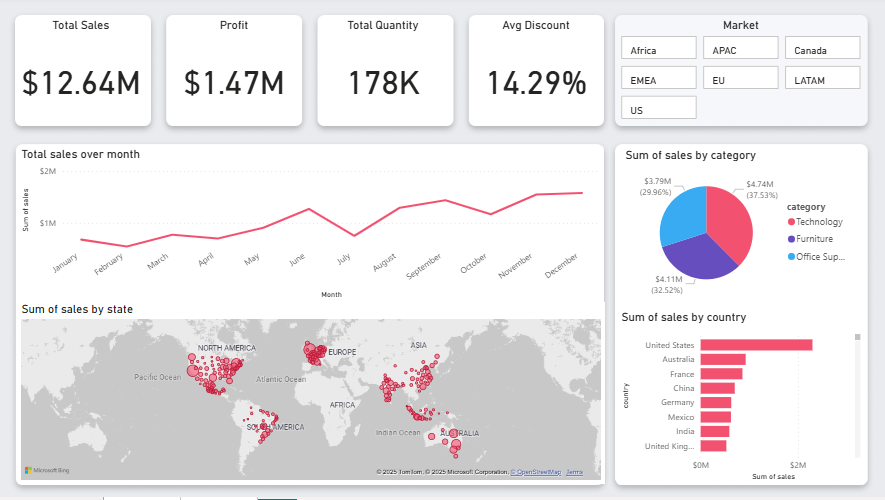 Total Sales
$12.64M
Profit
$1.47M
Total Quantity
178K
Avg Discount
14.29%
Market
Africa
APAC
Canada
EMEA
EU
LATAM
US
Total sales over month
$2M
$1M
Sum of sales
January
February
March
April
May
June
July
August
September
October
November
December
Month
Sum of sales by category
$3.79M
(29.96%)
$4.74M
(37.53%)
$4.11M
(32.52%)
category
Technology
Furniture
Office Sup...
Sum of sales by state
NORTH AMERICA
EUROPE
ASIA
Pacific Ocean
Atlantic Ocean
AFRICA
SOUTH AMERICA
Indian Ocean
AUSTRALIA
Microsoft Bing
© 2025 TomTom, © 2025 Microsoft Corporation, © OpenStreetMap Terms
Sum of sales by country
country
United States
Australia
France
China
Germany
Mexico
India
United King...
$0M
$2M
Sum of sales